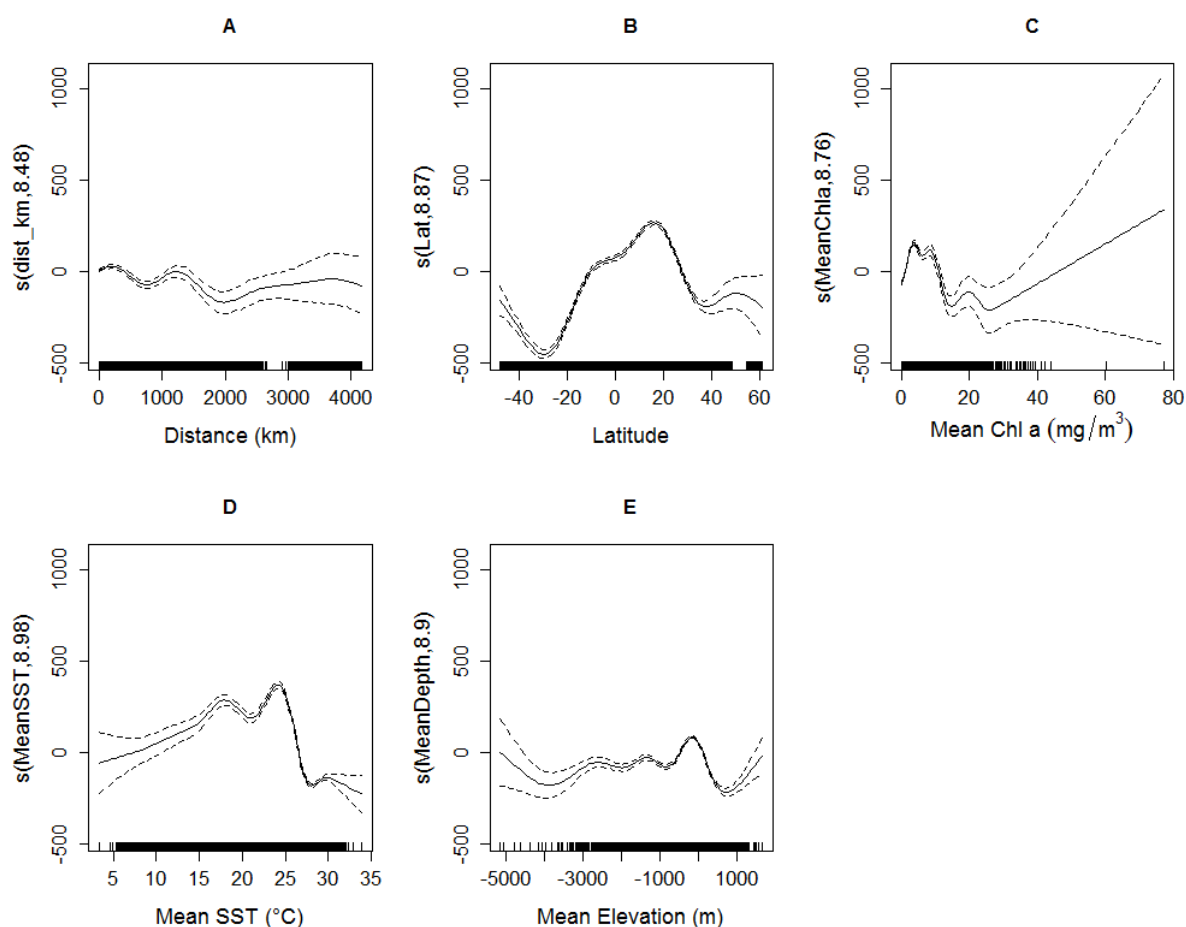 A
s(dist_km,8.48)
-500 0 500 1000
0 1000 2000 3000 4000
Distance (km)
B
s(Lat,8.87)
-500 0 500 1000
-40 -20 0 20 40 60
Latitude
C
s(MeanChla,8.76)
-500 0 500 1000
0 20 40 60 80
Mean Chl a (mg/m³)
D
s(MeanSST,8.98)
-500 0 500 1000
5 10 15 20 25 30 35
Mean SST (°C)
E
s(MeanDepth,8.9)
-500 0 500 1000
-5000 -3000 -1000 1000
Mean Elevation (m)